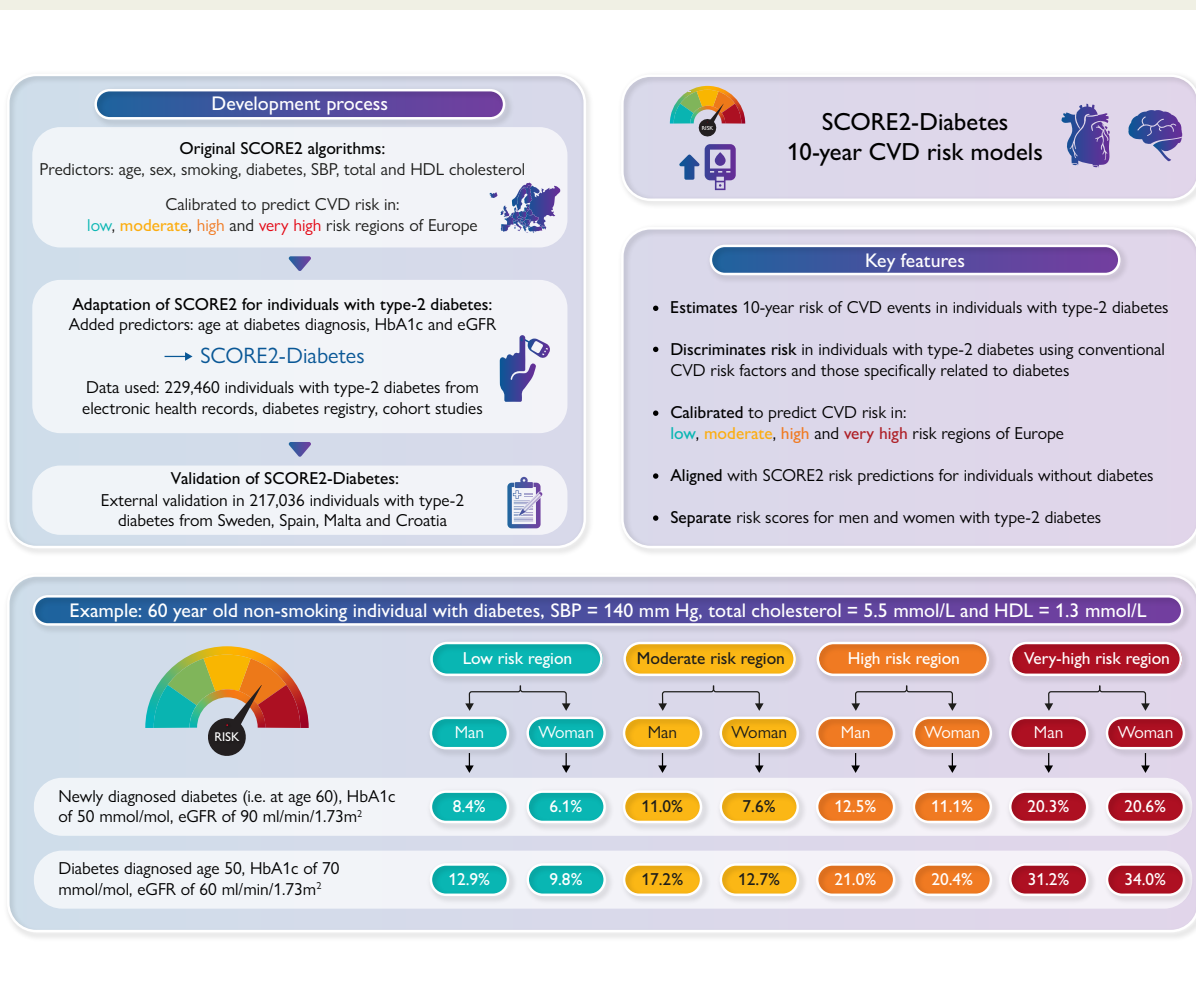 Development process
Original SCORE2 algorithms:
Predictors: age, sex, smoking, diabetes, SBP, total and HDL cholesterol
Calibrated to predict CVD risk in:
low, moderate, high and very high risk regions of Europe
Adaptation of SCORE2 for individuals with type-2 diabetes:
Added predictors: age at diabetes diagnosis, HbA1c and eGFR
→ SCORE2-Diabetes
Data used: 229,460 individuals with type-2 diabetes from
electronic health records, diabetes registry, cohort studies
Validation of SCORE2-Diabetes:
External validation in 217,036 individuals with type-2
diabetes from Sweden, Spain, Malta and Croatia
RISK
SCORE2-Diabetes
10-year CVD risk models
Key features
• Estimates 10-year risk of CVD events in individuals with type-2 diabetes
• Discriminates risk in individuals with type-2 diabetes using conventional
CVD risk factors and those specifically related to diabetes
• Calibrated to predict CVD risk in:
low, moderate, high and very high risk regions of Europe
• Aligned with SCORE2 risk predictions for individuals without diabetes
• Separate risk scores for men and women with type-2 diabetes
Example: 60 year old non-smoking individual with diabetes, SBP = 140 mm Hg, total cholesterol = 5.5 mmol/L and HDL = 1.3 mmol/L
RISK
Low risk region Moderate risk region High risk region Very-high risk region
Man Woman Man Woman Man Woman Man Woman
Newly diagnosed diabetes (i.e. at age 60), HbA1c
of 50 mmol/mol, eGFR of 90 ml/min/1.73m²
8.4% 6.1% 11.0% 7.6% 12.5% 11.1% 20.3% 20.6%
Diabetes diagnosed age 50, HbA1c of 70
mmol/mol, eGFR of 60 ml/min/1.73m²
12.9% 9.8% 17.2% 12.7% 21.0% 20.4% 31.2% 34.0%